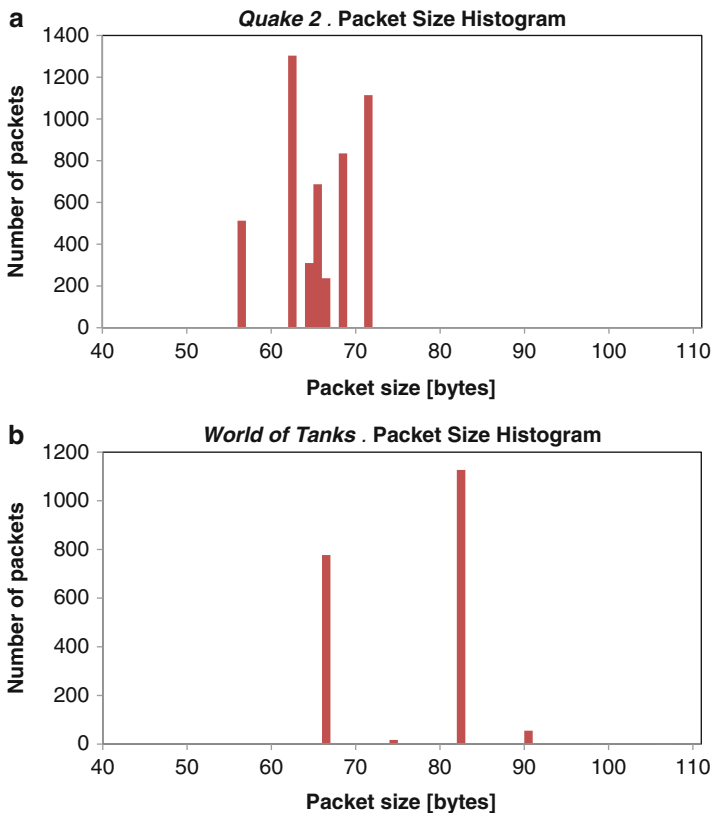 a
Quake 2 . Packet Size Histogram
Number of packets
1400
1200
1000
800
600
400
200
0
40 50 60 70 80 90 100 110
Packet size [bytes]
b
World of Tanks . Packet Size Histogram
Number of packets
1200
1000
800
600
400
200
0
40 50 60 70 80 90 100 110
Packet size [bytes]